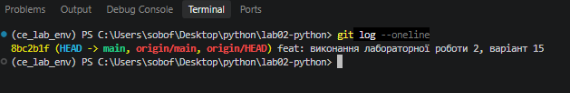 Problems Output Debug Console Terminal Ports
(ce_lab_env) PS C:\Users\sobof\Desktop\python\lab02-python> git log --oneline
8bc2b1f (HEAD -> main, origin/main, origin/HEAD) feat: виконання лабораторної роботи 2, варіант 15
(ce_lab_env) PS C:\Users\sobof\Desktop\python\lab02-python>